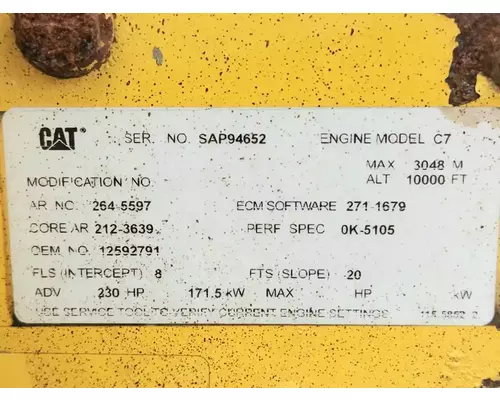 CAT SER. NO. SAP94652 ENGINE MODEL C7
MAX 3048 M
MODIFICATION NO. ALT 10000 FT
AR NO. 264-5597 ECM SOFTWARE 271-1679
CORE AR 212-3639 PERF SPEC 0K-5105
OEM NO. 12592791
FLS (INTERCEPT) 8 FTS (SLOPE) 20
ADV 230 HP 171.5 kW MAX HP kW
USE SERVICE TOOL TO VERIFY CURRENT ENGINE SETTINGS